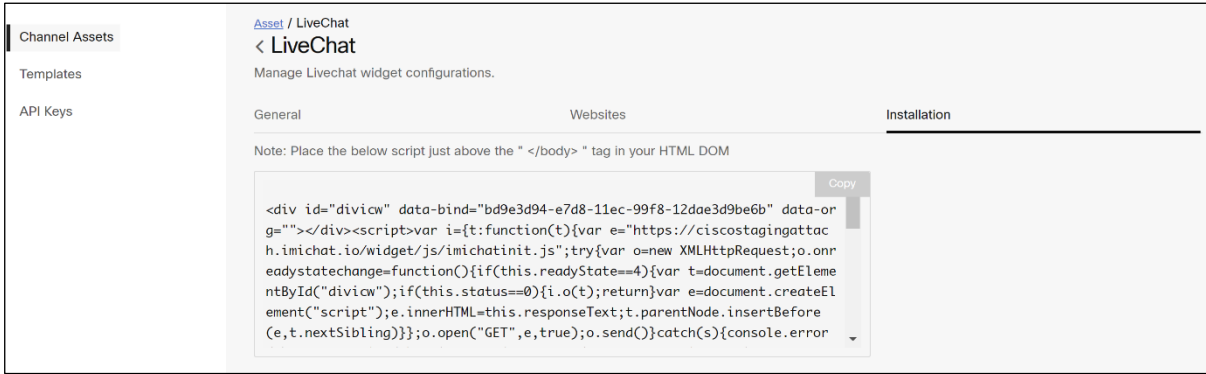 Channel Assets
Templates
API Keys
Asset / LiveChat
< LiveChat
Manage Livechat widget configurations.
General
Websites
Installation
Note: Place the below script just above the " </body> " tag in your HTML DOM
Copy
<div id="divicw" data-bind="bd9e3d94-e7d8-11ec-99f8-12dae3d9be6b" data-or
g=""></div><script>var i={t:function(t){var e="https://ciscostagingattac
h.imichat.io/widget/js/imichatinit.js";try{var o=new XMLHttpRequest;o.onr
eadystatechange=function(){if(this.readyState==4){var t=document.getEleme
ntById("divicw");if(this.status==0){i.o(t);return}var e=document.createEl
ement("script");e.innerHTML=this.responseText;t.parentNode.insertBefore
(e,t.nextSibling)}};o.open("GET",e,true);o.send()}catch(s){console.error